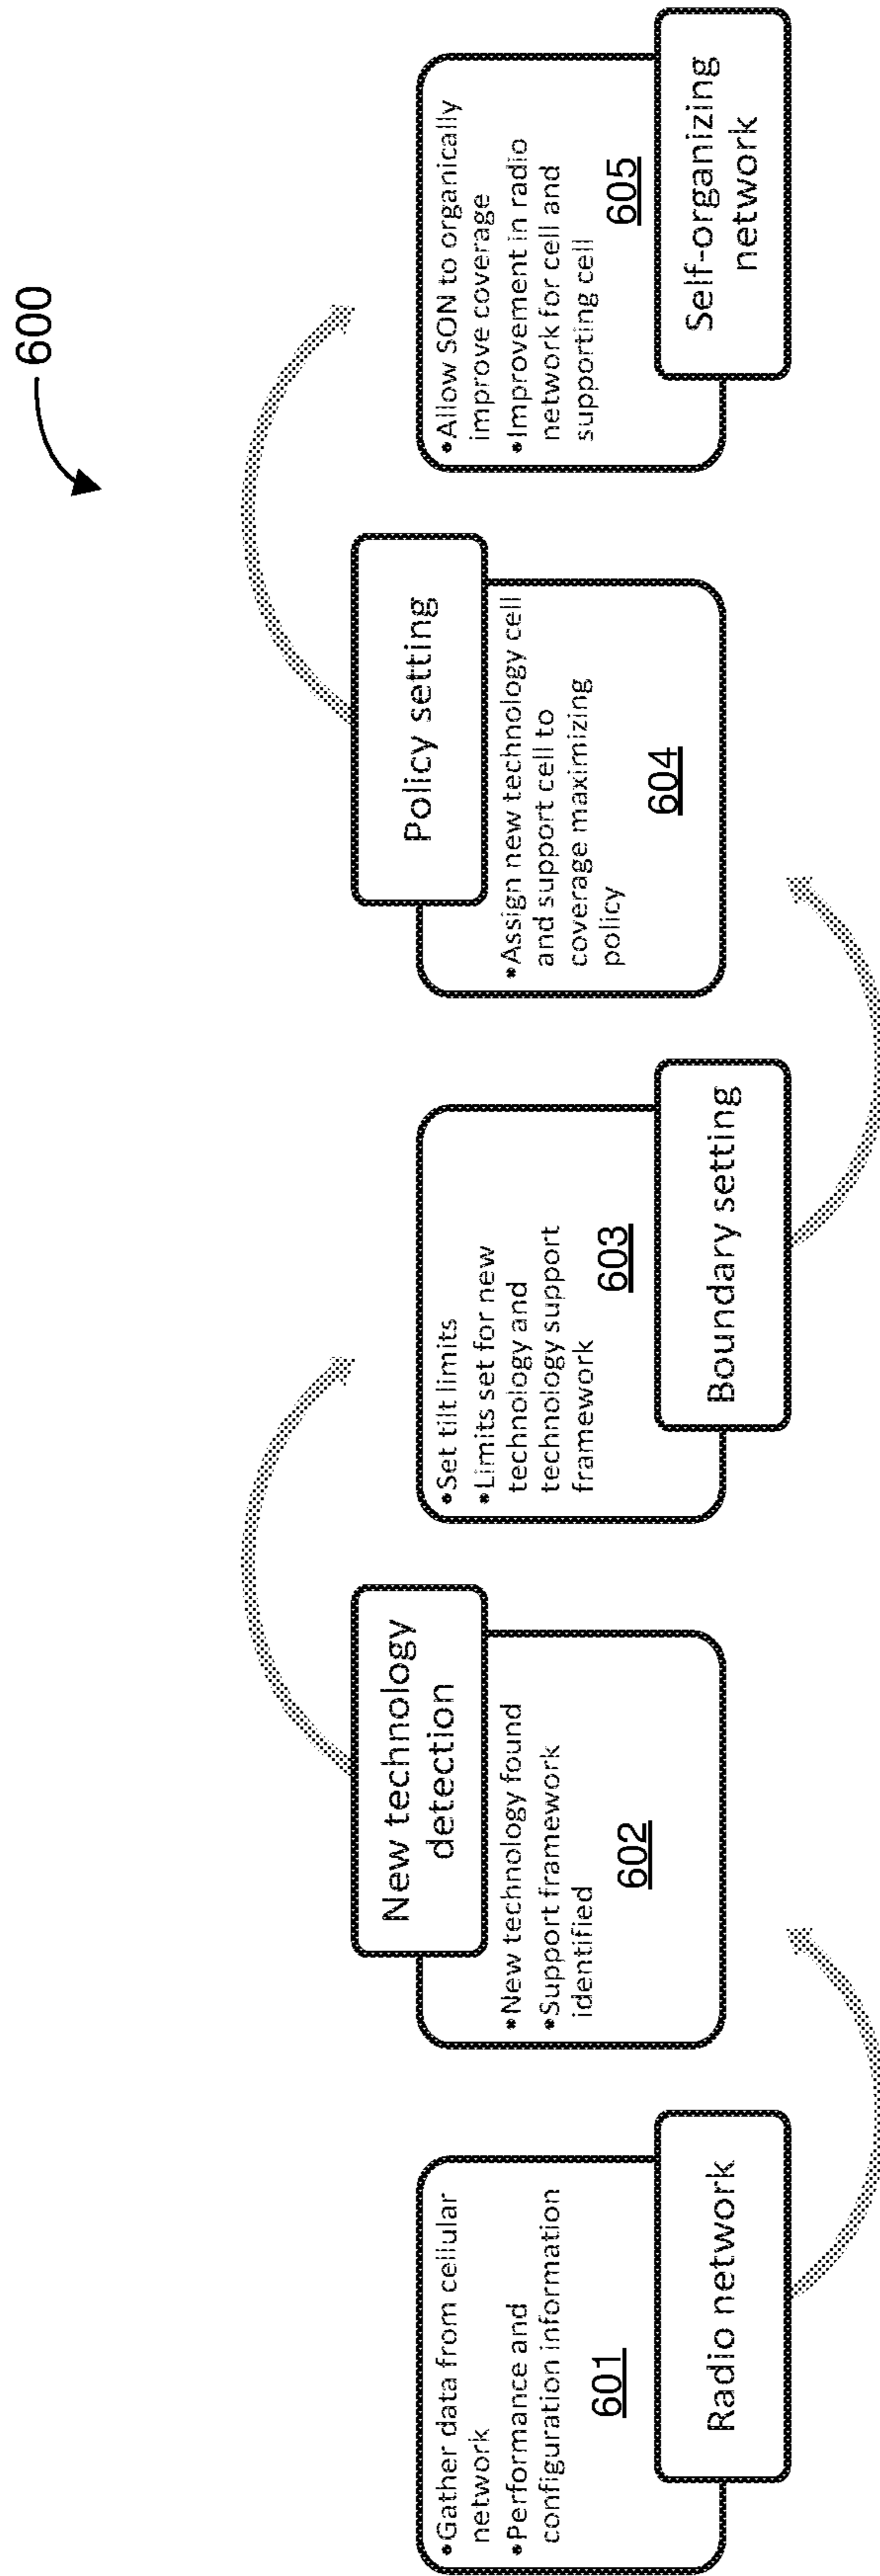 600
•Gather data from cellular
network
•Performance and
configuration information
601
Radio network
New technology
detection
•New technology found
•Support framework
identified
602
•Set tilt limits
•Limits set for new
technology and
technology support
framework
603
Boundary setting
Policy setting
•Assign new technology cell
and support cell to
coverage maximizing
policy
604
•Allow SON to organically
improve coverage
•Improvement in radio
network for cell and
supporting cell
605
Self-organizing
network